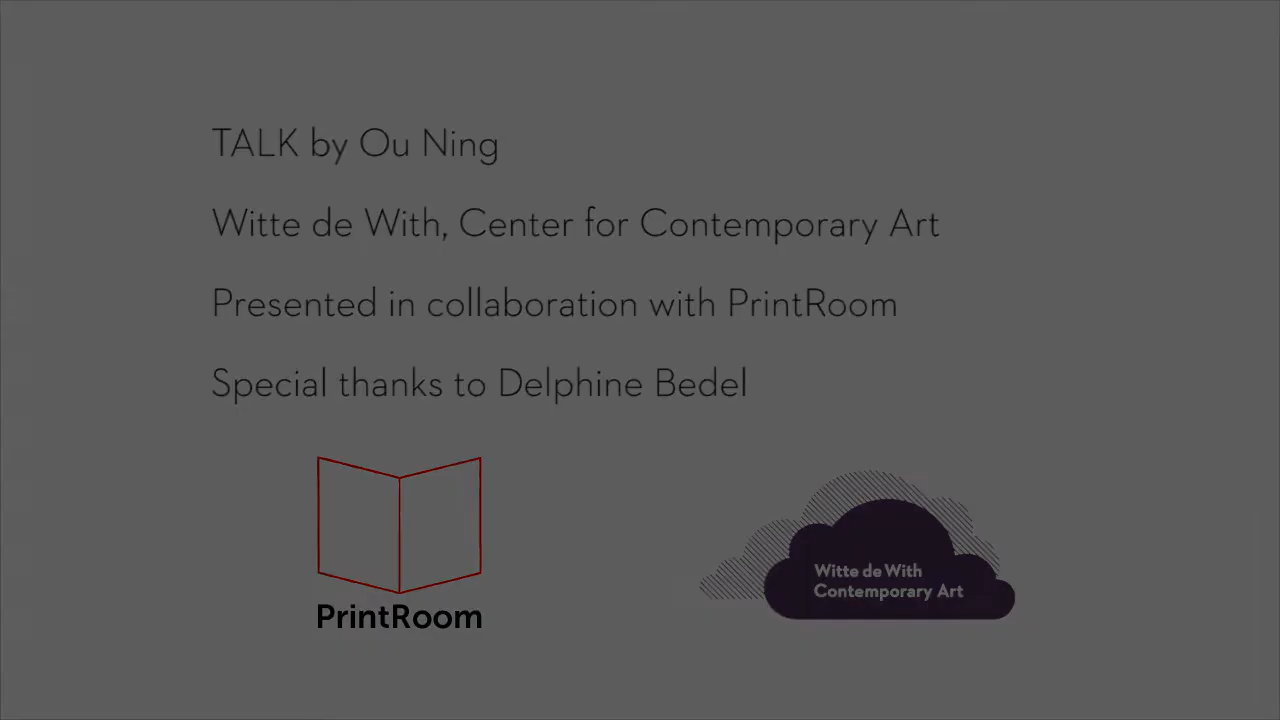 TALK by Ou Ning
Witte de With, Center for Contemporary Art
Presented in collaboration with PrintRoom
Special thanks to Delphine Bedel
PrintRoom
Witte de With
Contemporary Art